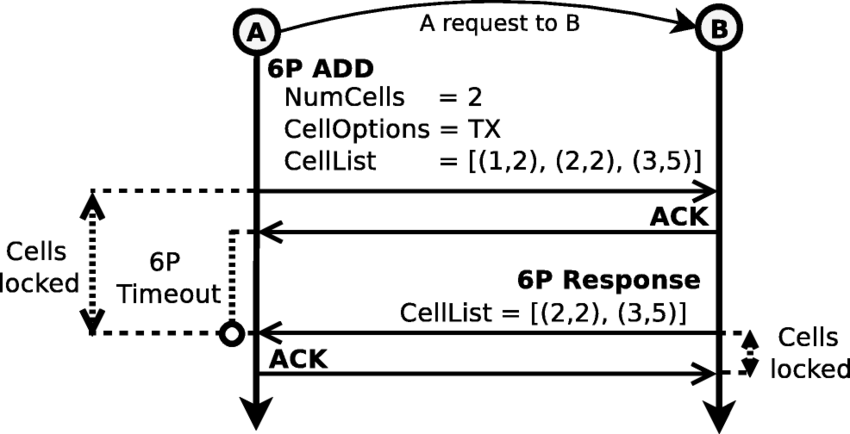 A
B
A request to B
6P ADD
NumCells = 2
CellOptions = TX
CellList = [(1,2), (2,2), (3,5)]
ACK
Cells
locked
6P
Timeout
6P Response
CellList = [(2,2), (3,5)]
Cells
locked
ACK